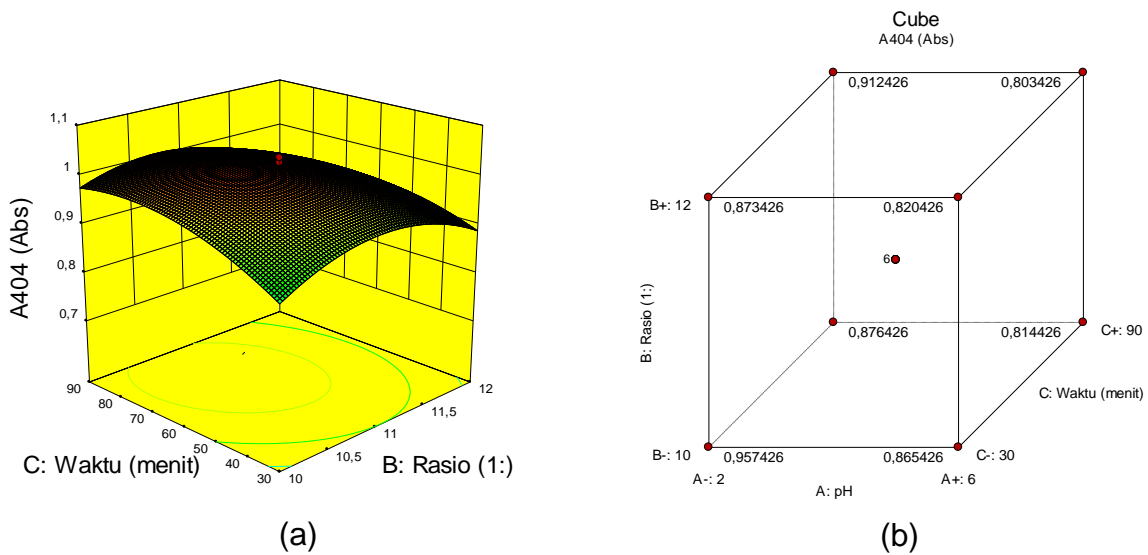 1,1
1
0,9
0,8
0,7
A404 (Abs)
90
80
70
60
50
40
30
C: Waktu (menit)
10
10,5
11
11,5
12
B: Rasio (1:)
(a)
Cube
A404 (Abs)
0,912426
0,803426
B+: 12
0,873426
0,820426
6
B: Rasio (1:)
0,876426
0,814426
C+: 90
C: Waktu (menit)
B-: 10
0,957426
0,865426
C-: 30
A-: 2
A: pH
A+: 6
(b)